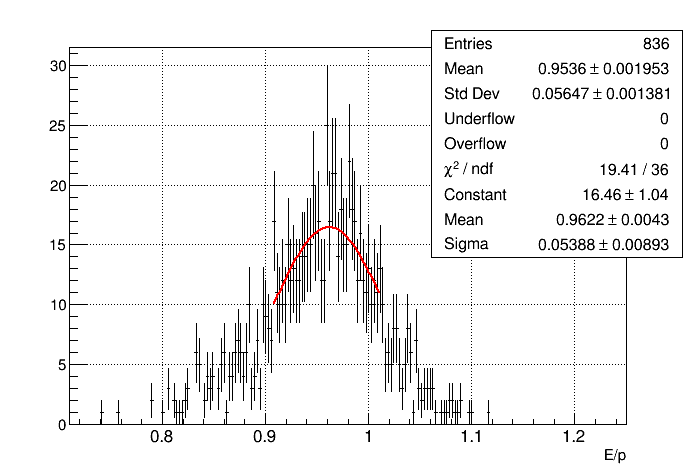 Entries 836
Mean 0.9536 ± 0.001953
Std Dev 0.05647 ± 0.001381
Underflow 0
Overflow 0
χ² / ndf 19.41 / 36
Constant 16.46 ± 1.04
Mean 0.9622 ± 0.0043
Sigma 0.05388 ± 0.00893
30
25
20
15
10
5
0
0.8 0.9 1 1.1 1.2
E/p